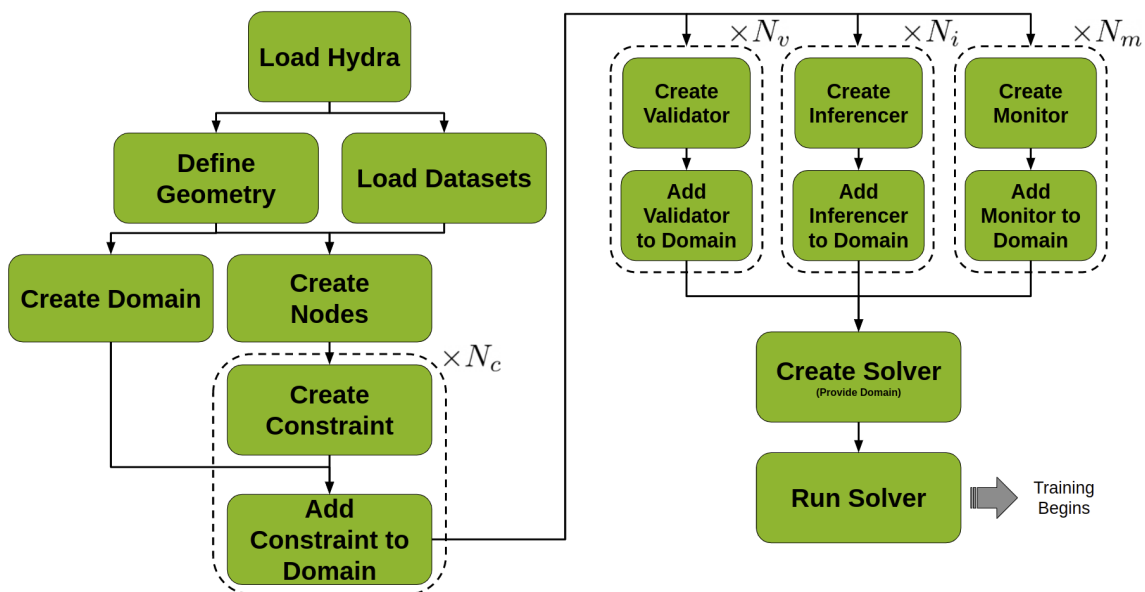 Load Hydra
Define
Geometry
Load Datasets
Create Domain
Create
Nodes
×N_c
Create
Constraint
Add
Constraint to
Domain
×N_v
Create
Validator
Add
Validator
to Domain
×N_i
Create
Inferencer
Add
Inferencer
to Domain
×N_m
Create
Monitor
Add
Monitor to
Domain
Create Solver
(Provide Domain)
Run Solver
Training
Begins